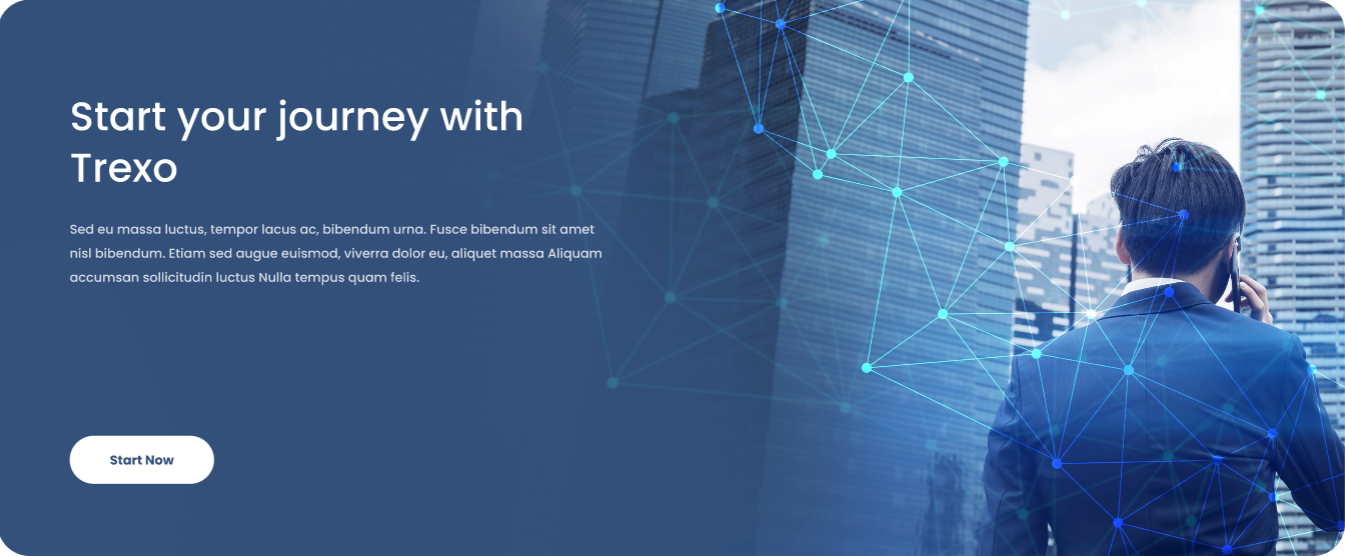 Start your journey with
Trexo
Sed eu massa luctus, tempor lacus ac, bibendum urna. Fusce bibendum sit amet
nisl bibendum. Etiam sed augue euismod, viverra dolor eu, aliquet massa Aliquam
accumsan sollicitudin luctus Nulla tempus quam felis.
Start Now